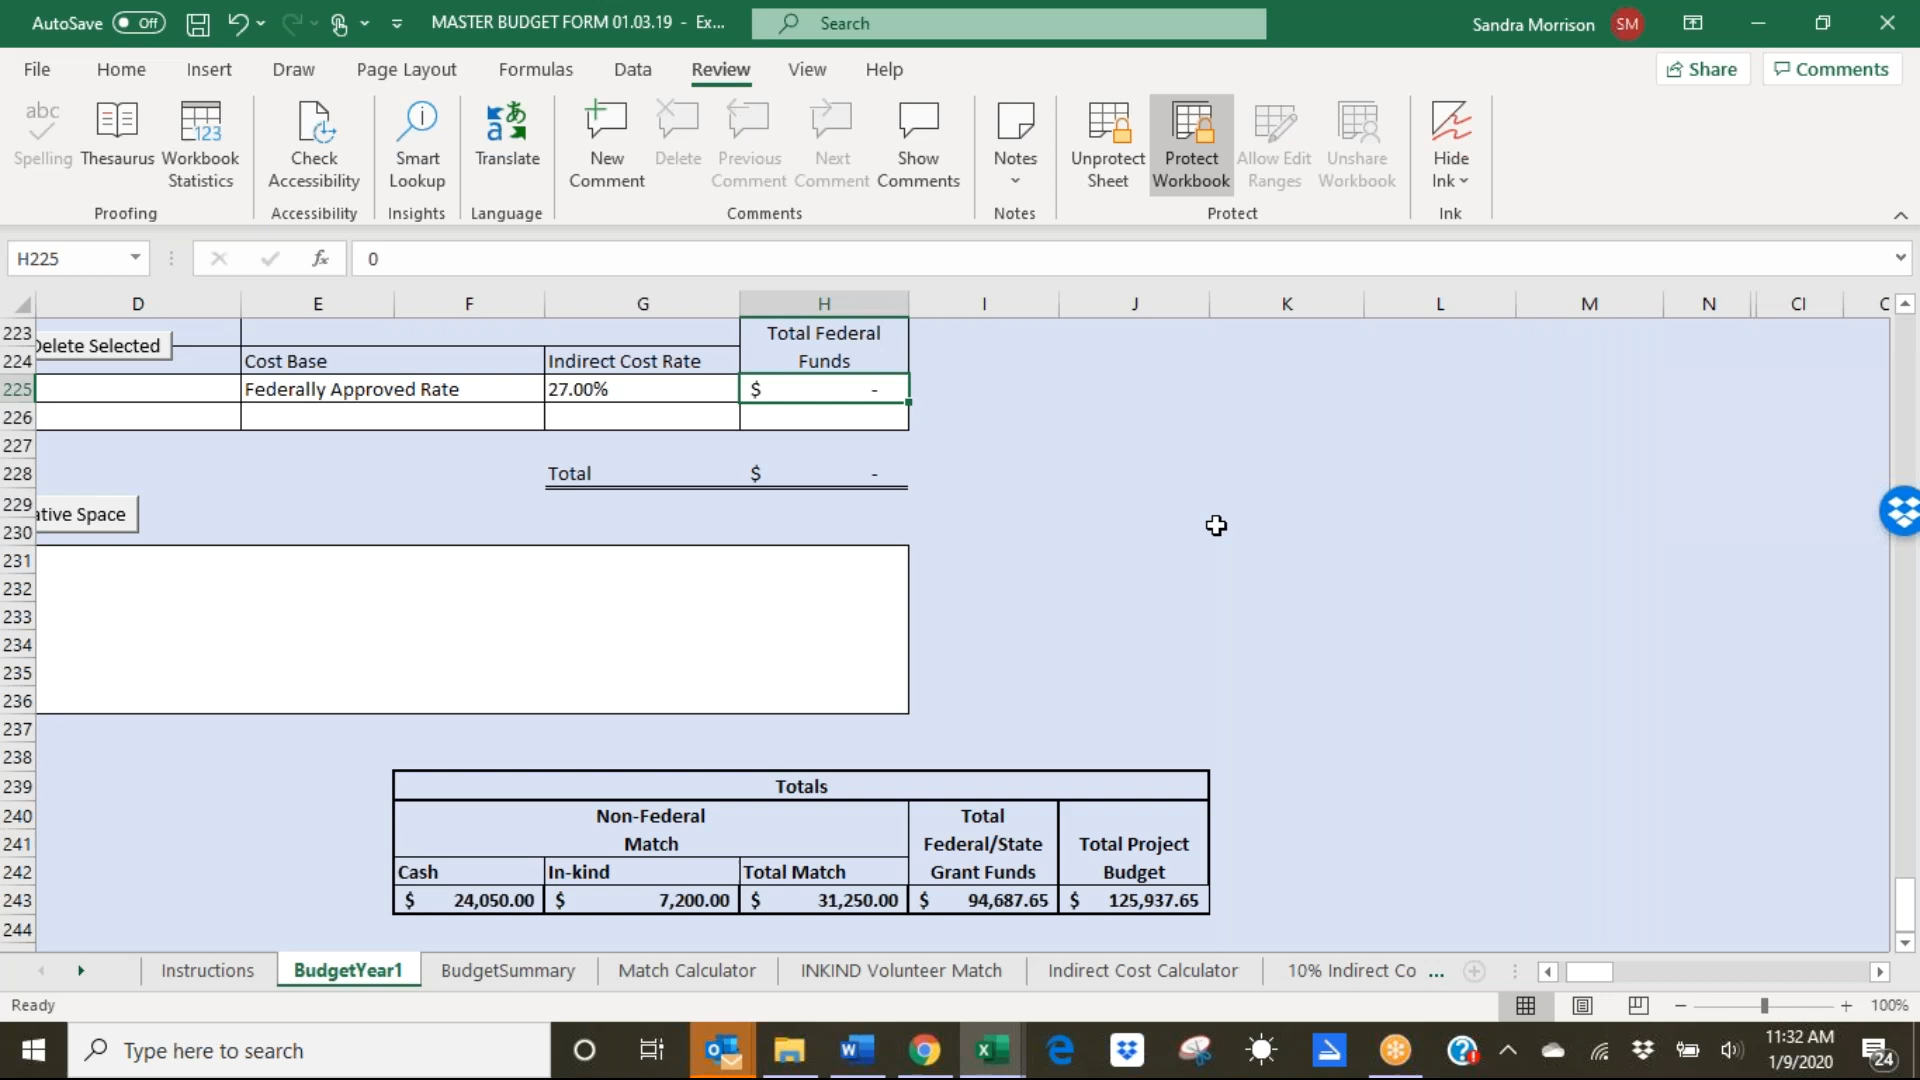 AutoSave Off MASTER BUDGET FORM 01.03.19 - Ex... Search Sandra Morrison SM
File Home Insert Draw Page Layout Formulas Data Review View Help Share Comments
abc
123
Spelling Thesaurus Workbook Statistics
Check Accessibility
Smart Lookup
Translate
New Comment
Delete
Previous Comment
Next Comment
Show Comments
Notes
Unprotect Sheet
Protect Workbook
Allow Edit Ranges
Unshare Workbook
Hide Ink
Proofing Accessibility Insights Language Comments Notes Protect Ink
H225 fx 0
D E F G H I J K L M N CI C
223 Total Federal
Delete Selected
224 Cost Base Indirect Cost Rate Funds
225 Federally Approved Rate 27.00% $ -
226
227
228 Total $ -
229
ative Space
230
231
232
233
234
235
236
237
238
239 Totals
240 Non-Federal Total
241 Match Federal/State Total Project
242 Cash In-kind Total Match Grant Funds Budget
243 $ 24,050.00 $ 7,200.00 $ 31,250.00 $ 94,687.65 $ 125,937.65
244
Instructions BudgetYear1 BudgetSummary Match Calculator INKIND Volunteer Match Indirect Cost Calculator 10% Indirect Co ...
Ready 100%
Type here to search
11:32 AM
1/9/2020
24